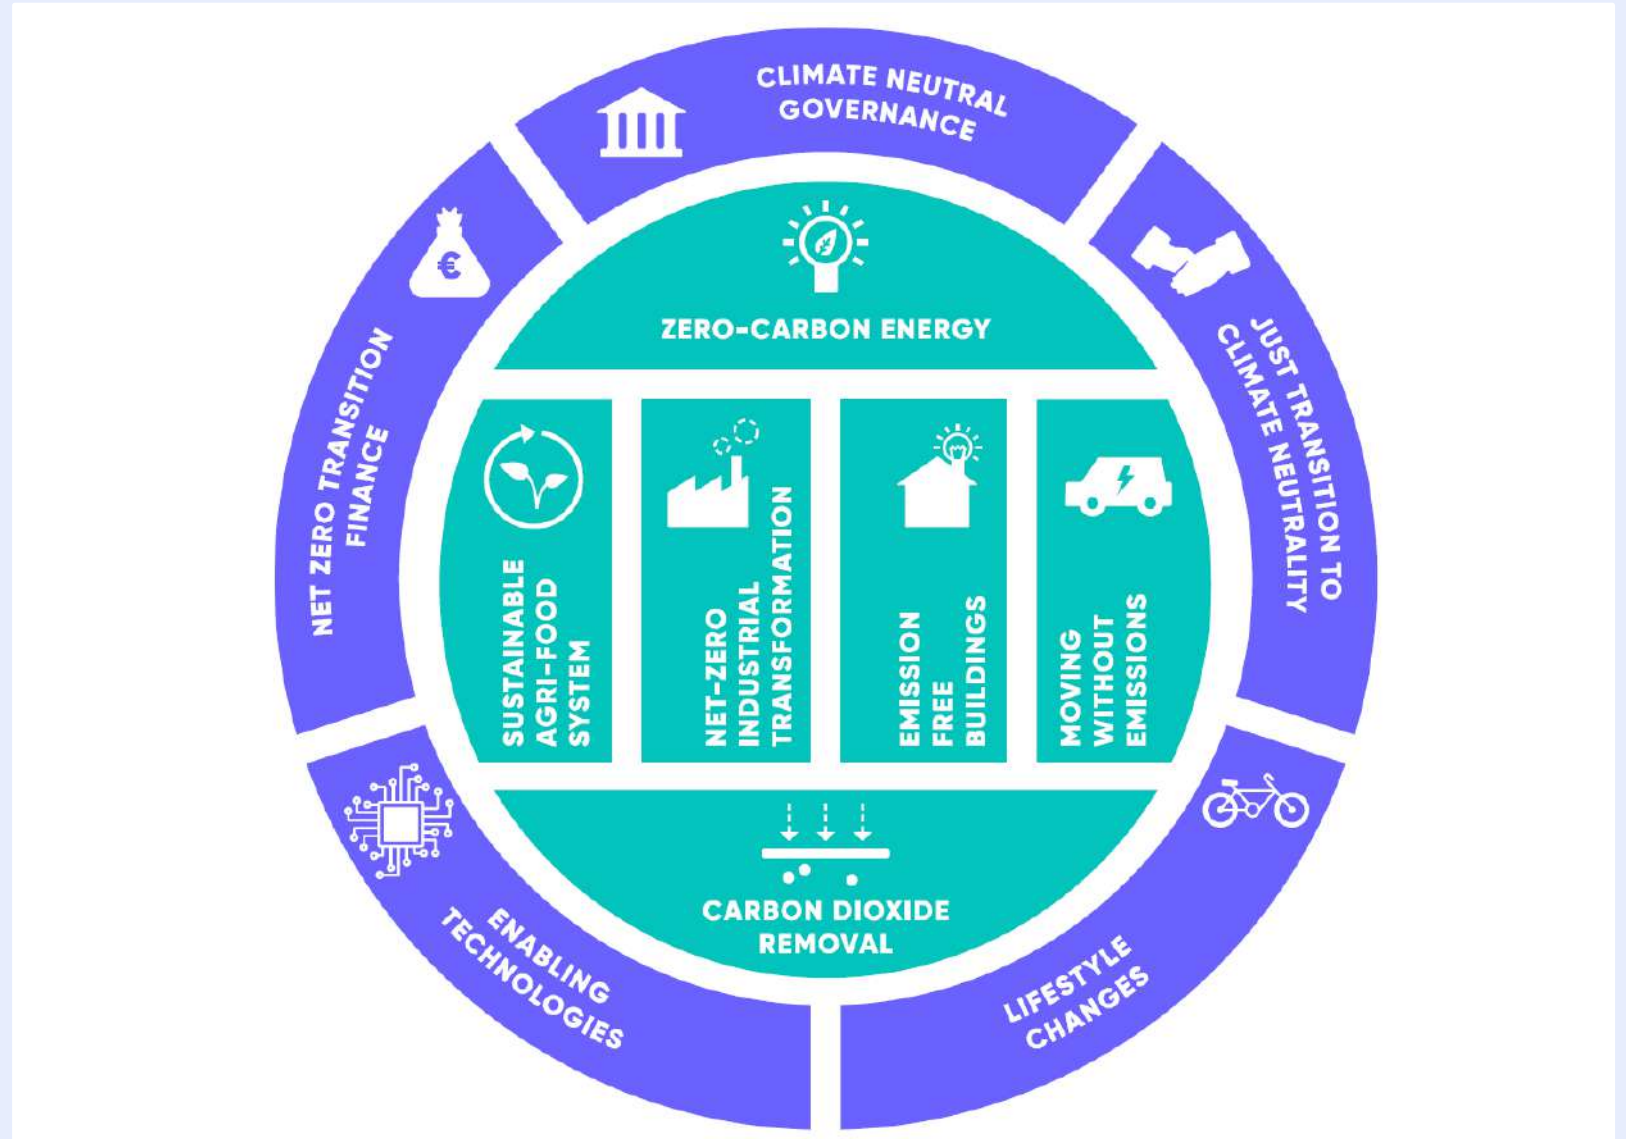 CLIMATE NEUTRAL
GOVERNANCE
€
NET ZERO TRANSITION
FINANCE
JUST TRANSITION TO
CLIMATE NEUTRALITY
ZERO-CARBON ENERGY
SUSTAINABLE
AGRI-FOOD
SYSTEM
NET-ZERO
INDUSTRIAL
TRANSFORMATION
EMISSION
FREE
BUILDINGS
MOVING
WITHOUT
EMISSIONS
CARBON DIOXIDE
REMOVAL
ENABLING
TECHNOLOGIES
LIFESTYLE
CHANGES